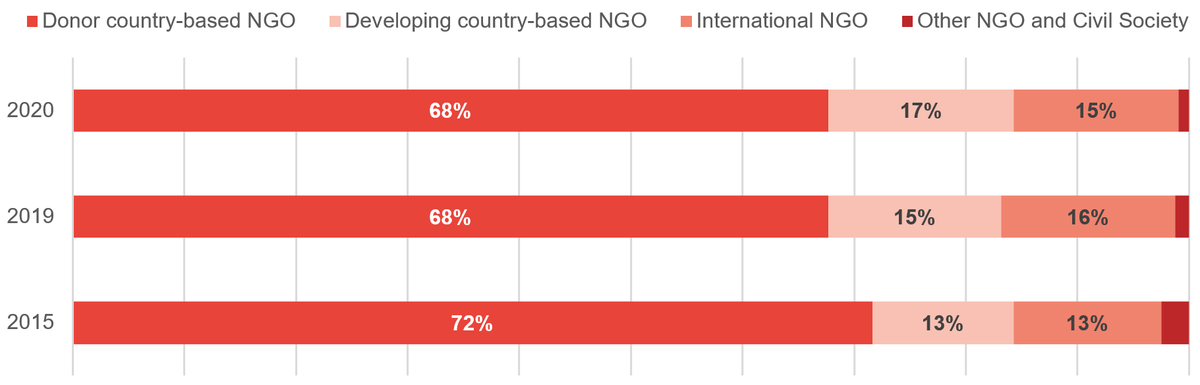 Donor country-based NGO Developing country-based NGO International NGO Other NGO and Civil Society
2020 68% 17% 15%
2019 68% 15% 16%
2015 72% 13% 13%